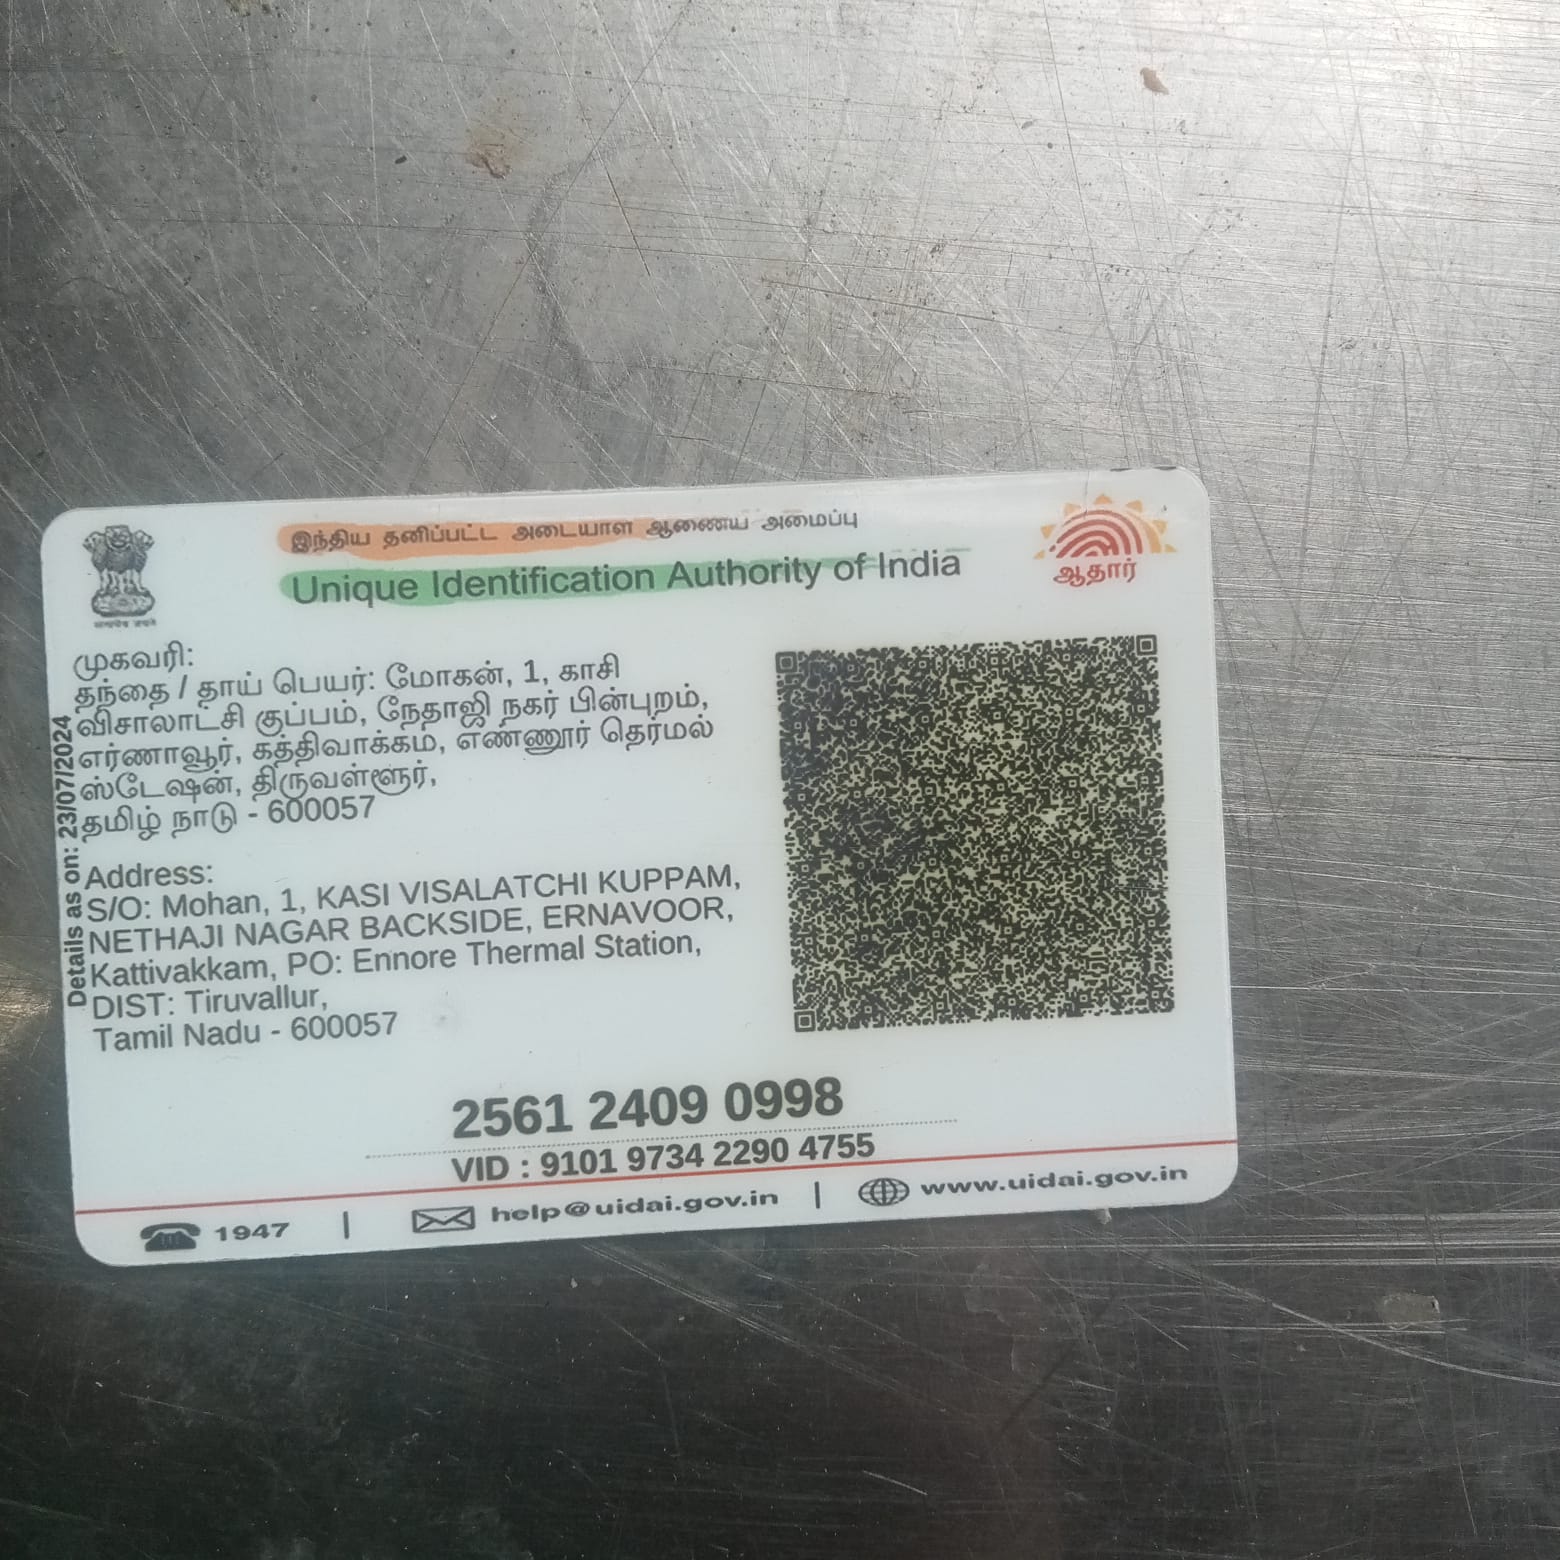 இந்திய தனிப்பட்ட அடையாள ஆணைய அமைப்பு
Unique Identification Authority of India
ஆதார்
सत्यमेव जयते
முகவரி:
தந்தை / தாய் பெயர்: மோகன், 1, காசி
விசாலாட்சி குப்பம், நேதாஜி நகர் பின்புறம்,
எர்ணாவூர், கத்திவாக்கம், எண்ணூர் தெர்மல்
ஸ்டேஷன், திருவள்ளூர்,
தமிழ் நாடு - 600057
Details as on: 23/07/2024
Address:
S/O: Mohan, 1, KASI VISALATCHI KUPPAM,
NETHAJI NAGAR BACKSIDE, ERNAVOOR,
Kattivakkam, PO: Ennore Thermal Station,
DIST: Tiruvallur,
Tamil Nadu - 600057
2561 2409 0998
VID : 9101 9734 2290 4755
1947 | help@uidai.gov.in | www.uidai.gov.in